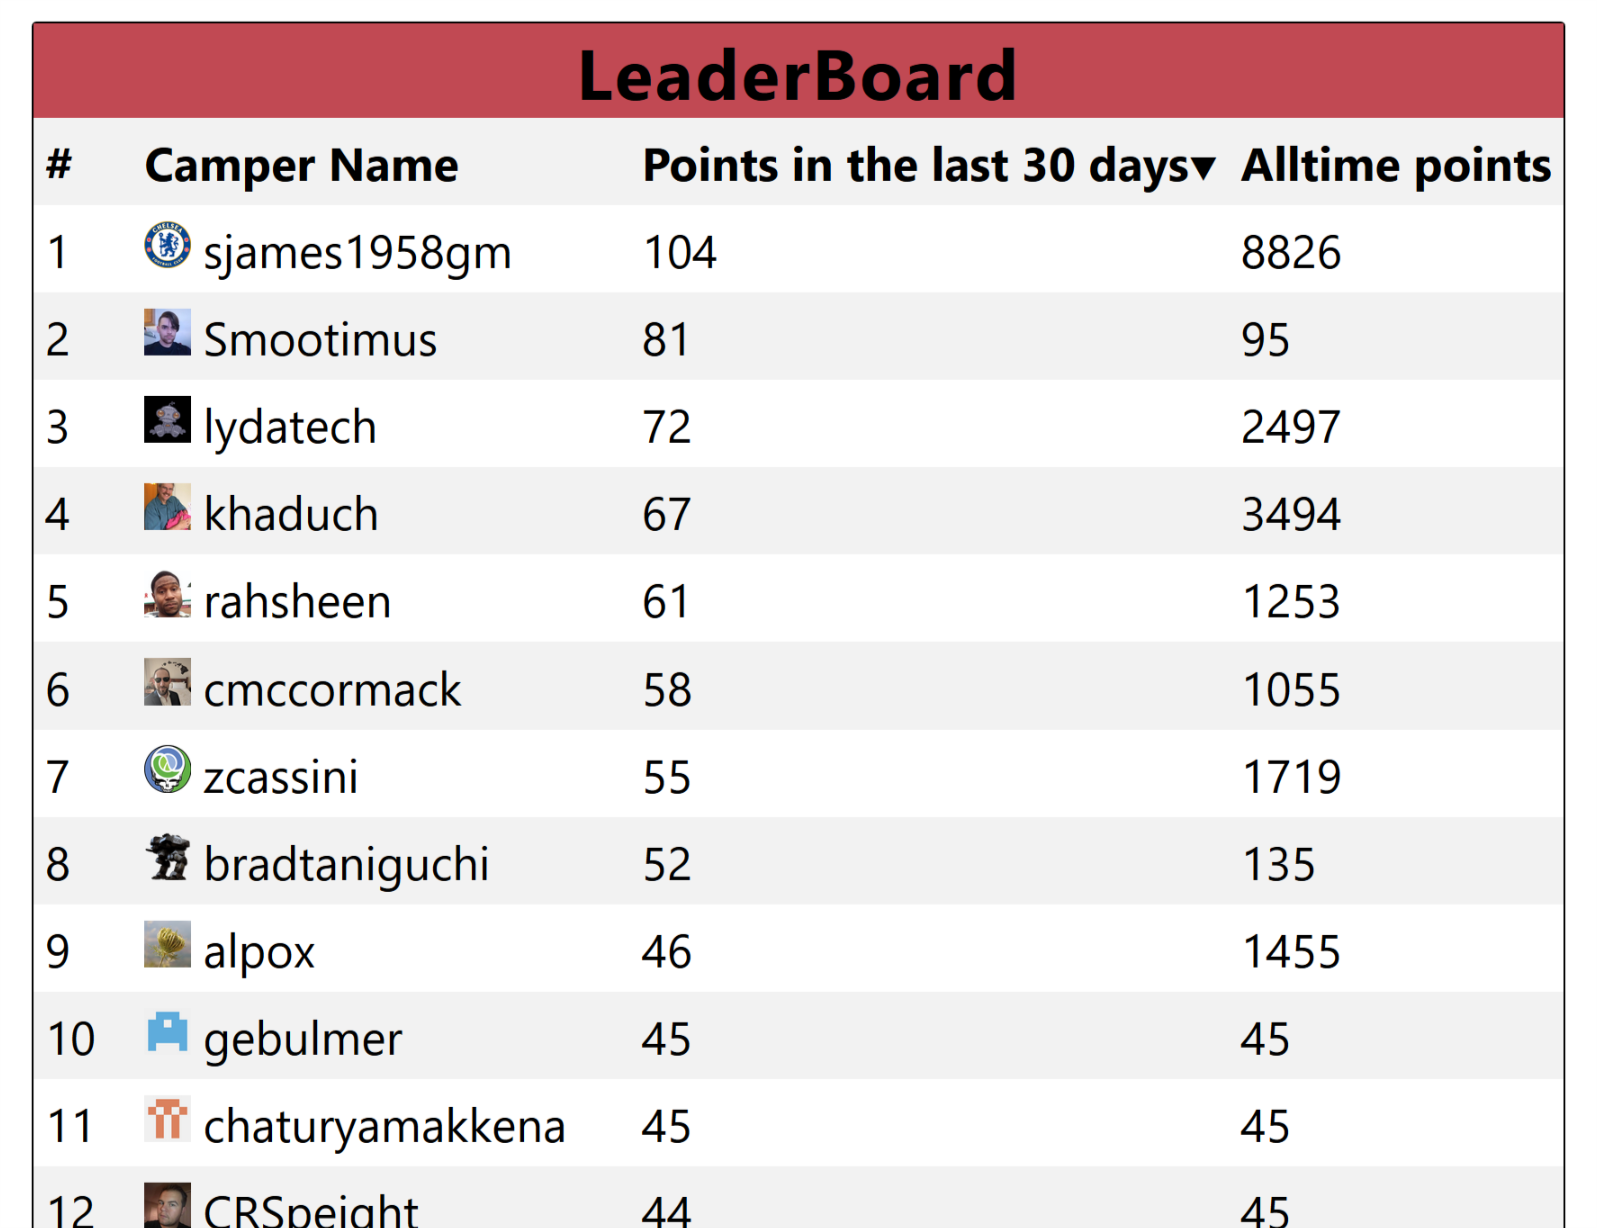 LeaderBoard
# Camper Name Points in the last 30 days▼ Alltime points
1 sjames1958gm 104 8826
2 Smootimus 81 95
3 lydatech 72 2497
4 khaduch 67 3494
5 rahsheen 61 1253
6 cmccormack 58 1055
7 zcassini 55 1719
8 bradtaniguchi 52 135
9 alpox 46 1455
10 gebulmer 45 45
11 chaturyamakkena 45 45
12 CRSpeight 44 45